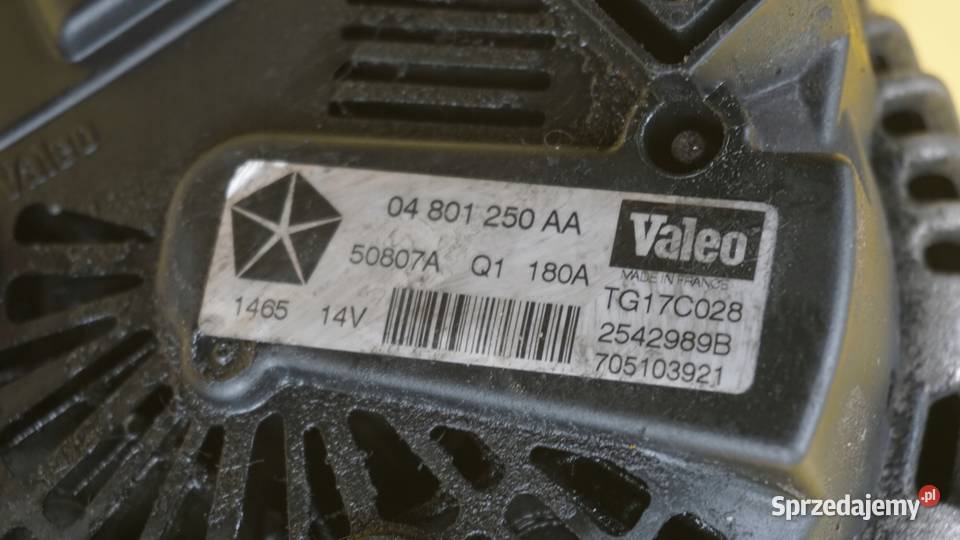 Valeo
04 801 250 AA
50807A Q1 180A
1465 14V
Valeo
MADE IN FRANCE
TG17C028
2542989B
705103921
Sprzedajemy.pl